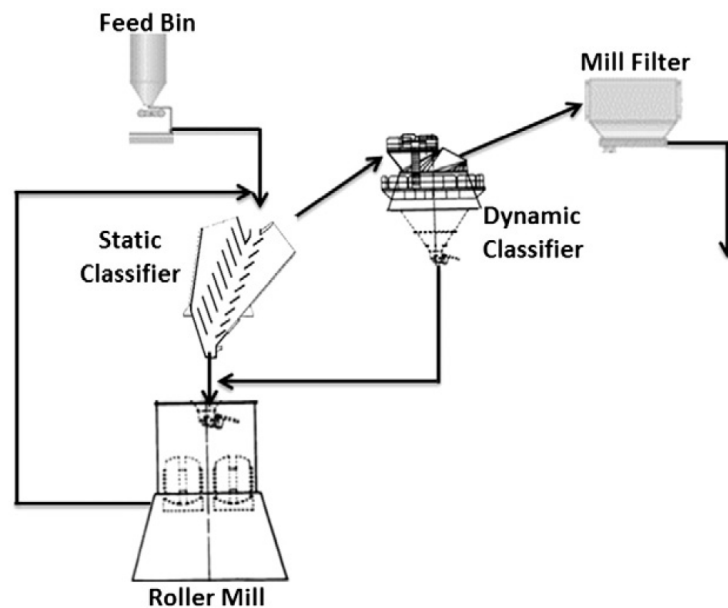 Feed Bin
Mill Filter
Static
Classifier
Dynamic
Classifier
Roller Mill